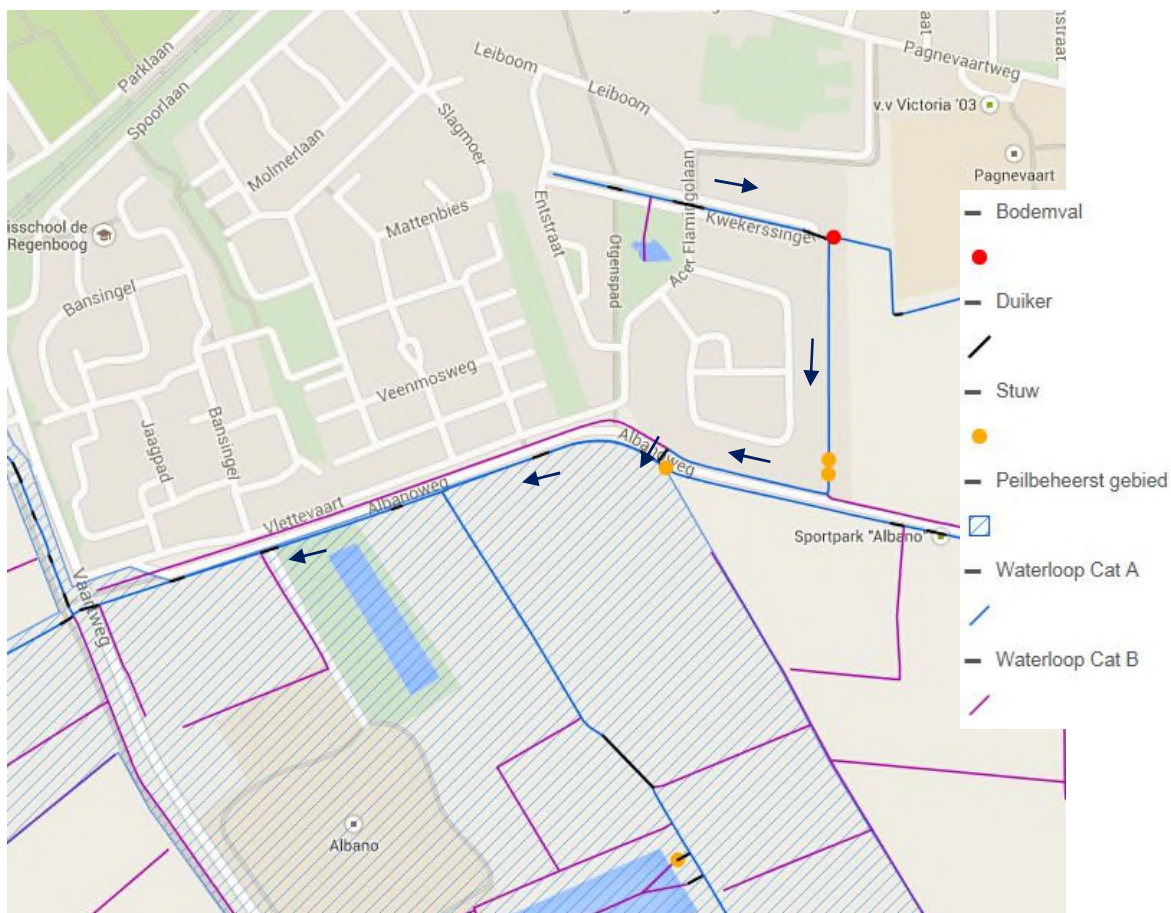 Parklaan
Spoorlaan
Leiboom
Leiboom
Pagnevaartweg
v.v Victoria '03
Pagnevaart
Slagmoer
Molmerlaan
Mattenbies
isschool de
Regenboog
Entstraat
Otgenspad
Acer Flamingolaan
Kwekerssingel
Bansingel
Bansingel
Jaagpad
Veenmosweg
Vlettevaart
Albanoweg
Albanoweg
Sportpark "Albano"
Vaartweg
Albano
Bodemval
Duiker
Stuw
Peilbeheerst gebied
Waterloop Cat A
Waterloop Cat B